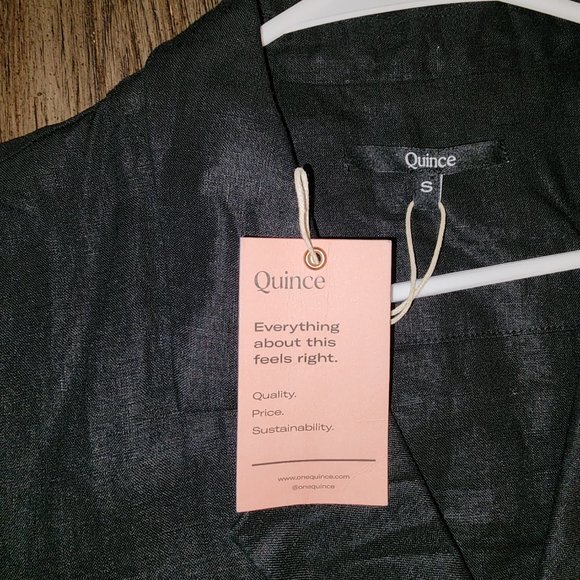 Quince
S
Quince
Everything
about this
feels right.
Quality.
Price.
Sustainability.
www.onequince.com
@onequince